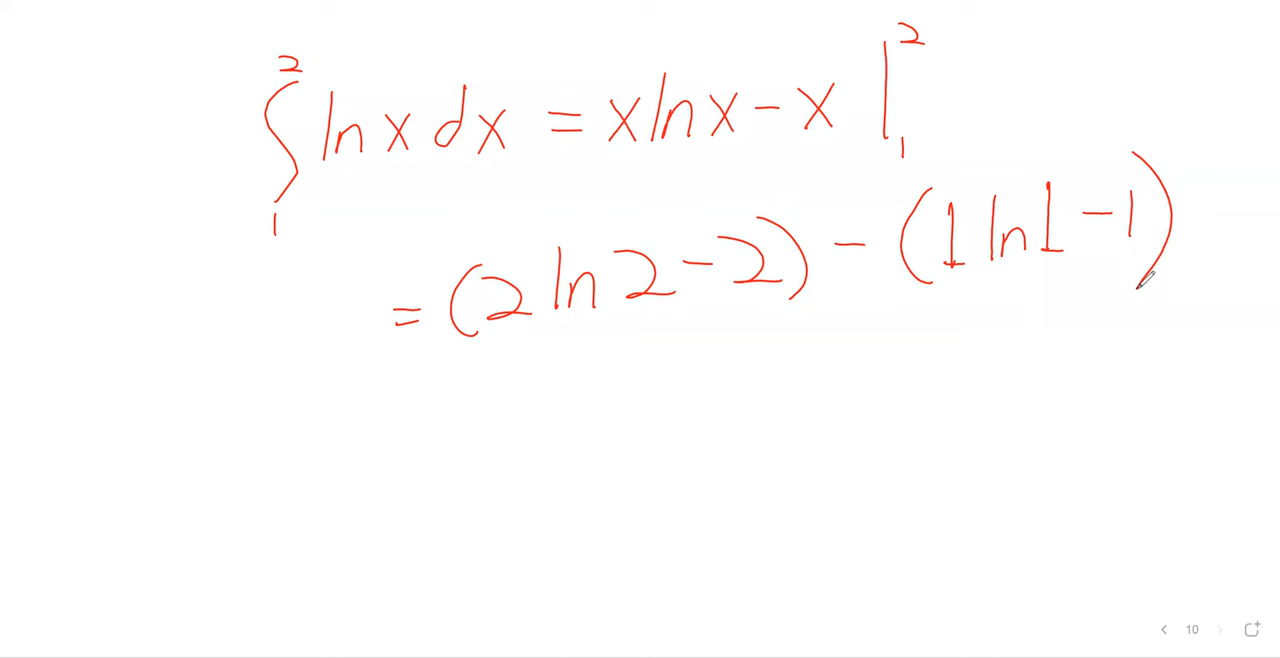 ∫₁² ln x dx = x ln x - x |₁²
= (2 ln 2 - 2) - (1 ln 1 - 1)
10